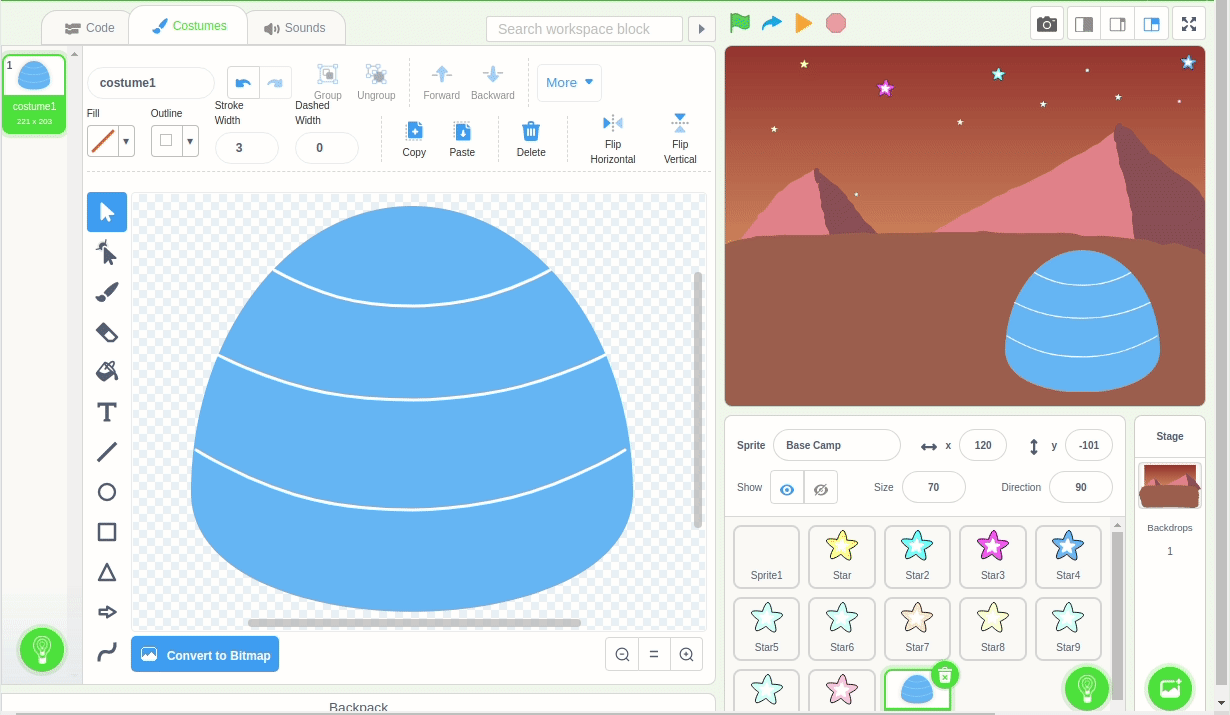 Code
Costumes
Sounds
Search workspace block
1
costume1
221 x 203
costume1
Group
Ungroup
Forward
Backward
More
Fill
Outline
Stroke
Width
3
Dashed
Width
0
Copy
Paste
Delete
Flip
Horizontal
Flip
Vertical
T
Convert to Bitmap
=
Backpack
Sprite
Base Camp
x
120
y
-101
Show
Size
70
Direction
90
Stage
Backdrops
1
Sprite1
Star
Star2
Star3
Star4
Star5
Star6
Star7
Star8
Star9